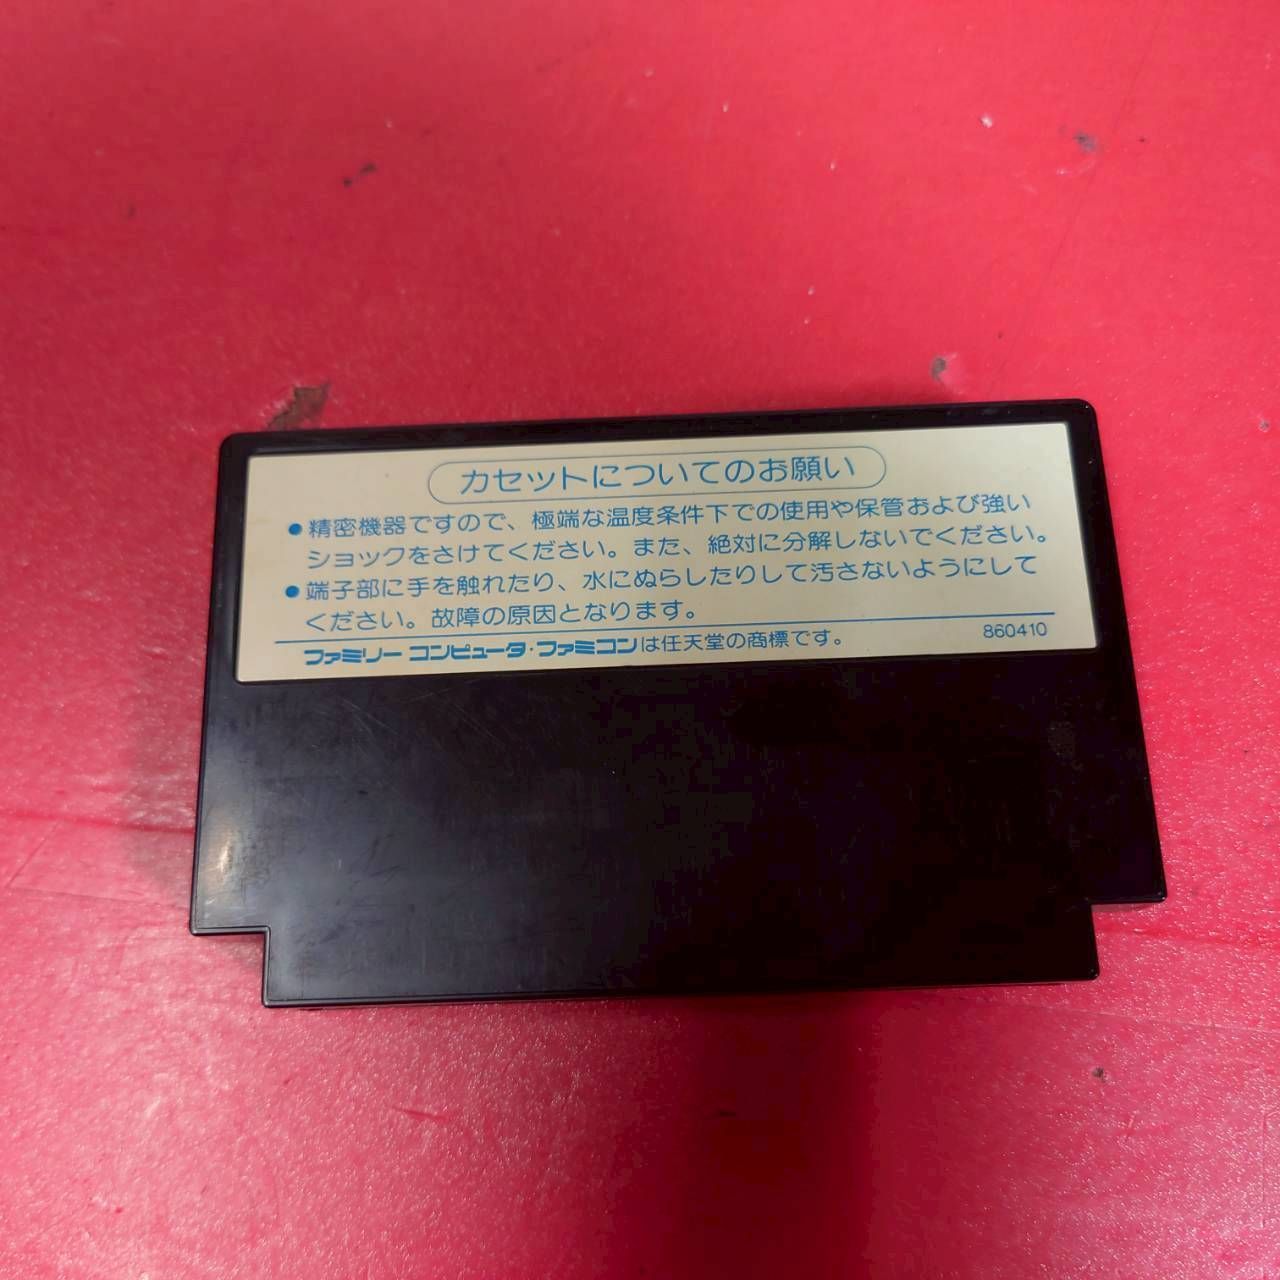 カセットについてのお願い
●精密機器ですので、極端な温度条件下での使用や保管および強い
ショックをさけてください。また、絶対に分解しないでください。
●端子部に手を触れたり、水にぬらしたりして汚さないようにして
ください。故障の原因となります。
ファミリーコンピュータ・ファミコンは任天堂の商標です。 860410